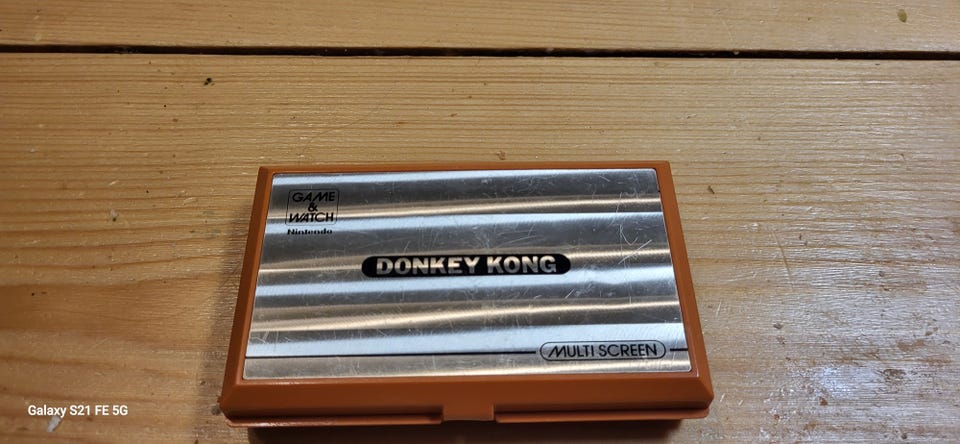 GAME
&
WATCH
Nintendo
DONKEY KONG
MULTI SCREEN
Galaxy S21 FE 5G